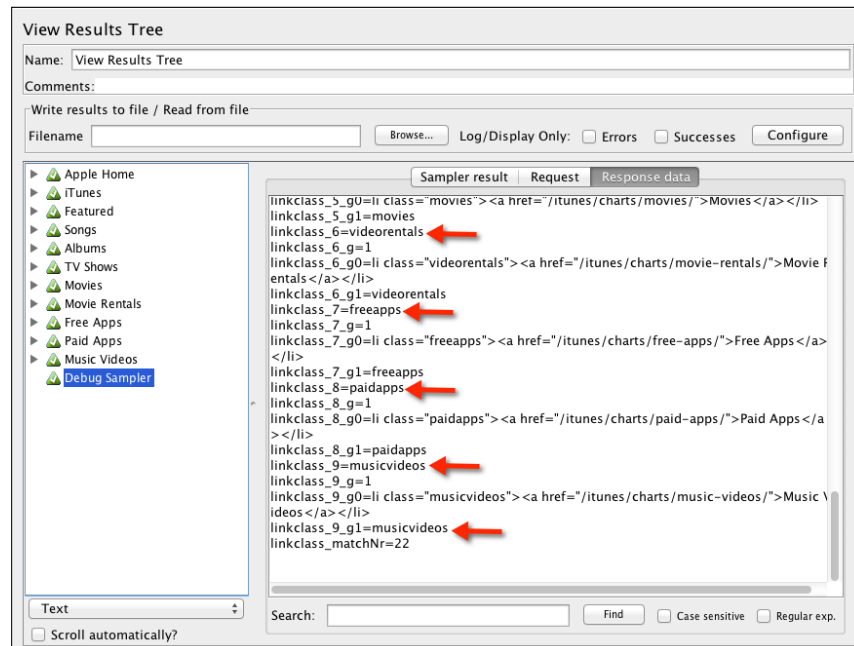 View Results Tree
Name: View Results Tree
Comments:
Write results to file / Read from file
Filename Browse... Log/Display Only: Errors Successes Configure
Apple Home
iTunes
Featured
Songs
Albums
TV Shows
Movies
Movie Rentals
Free Apps
Paid Apps
Music Videos
Debug Sampler
Text
Scroll automatically?
Sampler result Request Response data
linkclass_5_g0=li class="movies"><a href="/itunes/charts/movies/">Movies</a></li>
linkclass_5_g1=movies
linkclass_6=videorentals
linkclass_6_g=1
linkclass_6_g0=li class="videorentals"><a href="/itunes/charts/movie-rentals/">Movie R
entals</a></li>
linkclass_6_g1=videorentals
linkclass_7=freeapps
linkclass_7_g=1
linkclass_7_g0=li class="freeapps"><a href="/itunes/charts/free-apps/">Free Apps</a>
</li>
linkclass_7_g1=freeapps
linkclass_8=paidapps
linkclass_8_g=1
linkclass_8_g0=li class="paidapps"><a href="/itunes/charts/paid-apps/">Paid Apps</a
></li>
linkclass_8_g1=paidapps
linkclass_9=musicvideos
linkclass_9_g=1
linkclass_9_g0=li class="musicvideos"><a href="/itunes/charts/music-videos/">Music V
ideos</a></li>
linkclass_9_g1=musicvideos
linkclass_matchNr=22
Search: Find Case sensitive Regular exp.